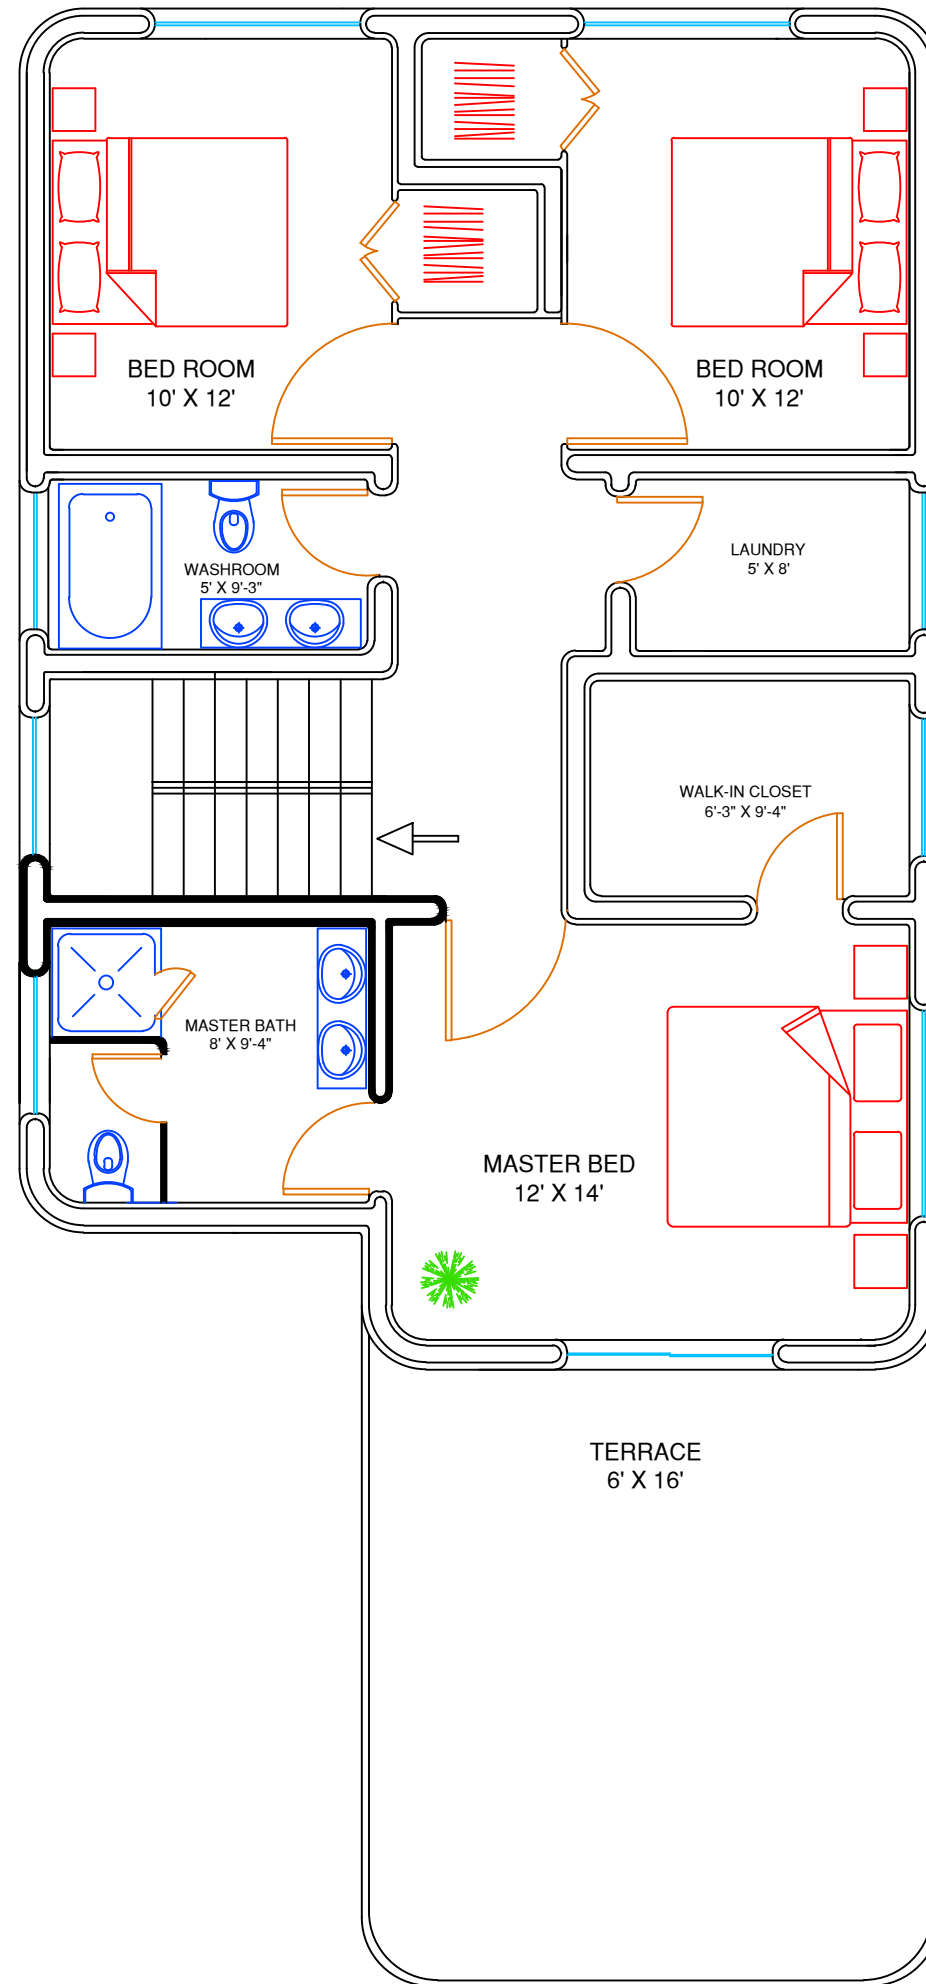 BED ROOM
10' X 12'
BED ROOM
10' X 12'
WASHROOM
5' X 9'-3"
LAUNDRY
5' X 8'
WALK-IN CLOSET
6'-3" X 9'-4"
MASTER BATH
8' X 9'-4"
MASTER BED
12' X 14'
TERRACE
6' X 16'